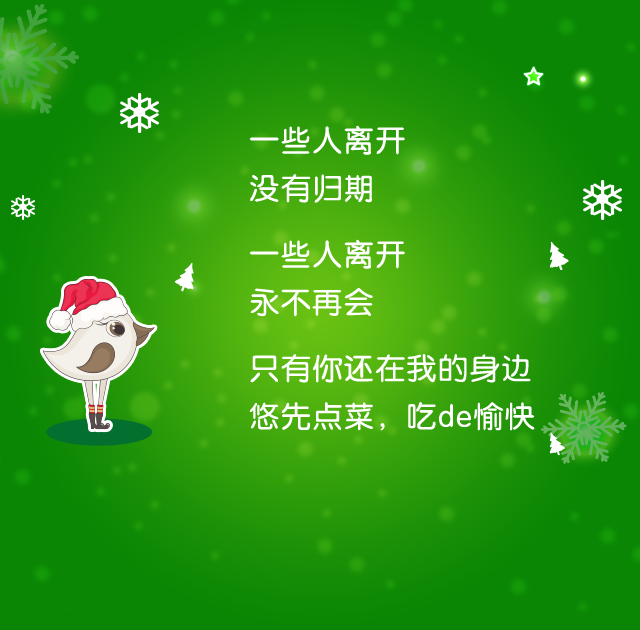 一些人离开
没有归期
一些人离开
永不再会
只有你还在我的身边
悠先点菜，吃de愉快